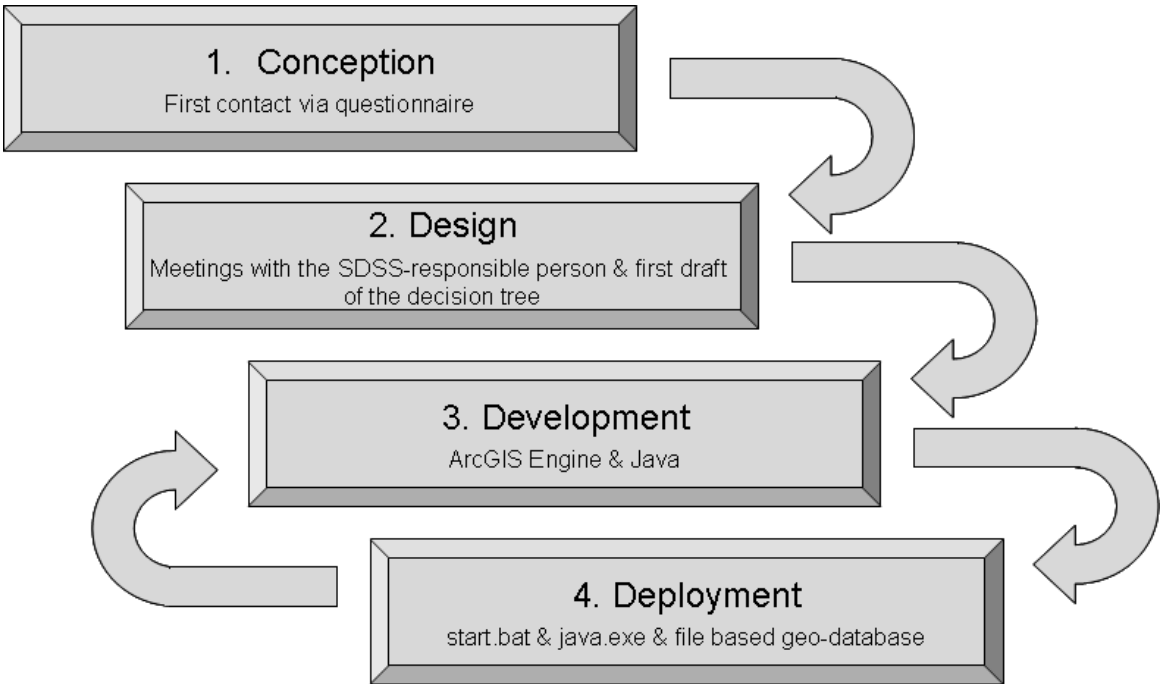 1. Conception
First contact via questionnaire
2. Design
Meetings with the SDSS-responsible person & first draft
of the decision tree
3. Development
ArcGIS Engine & Java
4. Deployment
start.bat & java.exe & file based geo-database